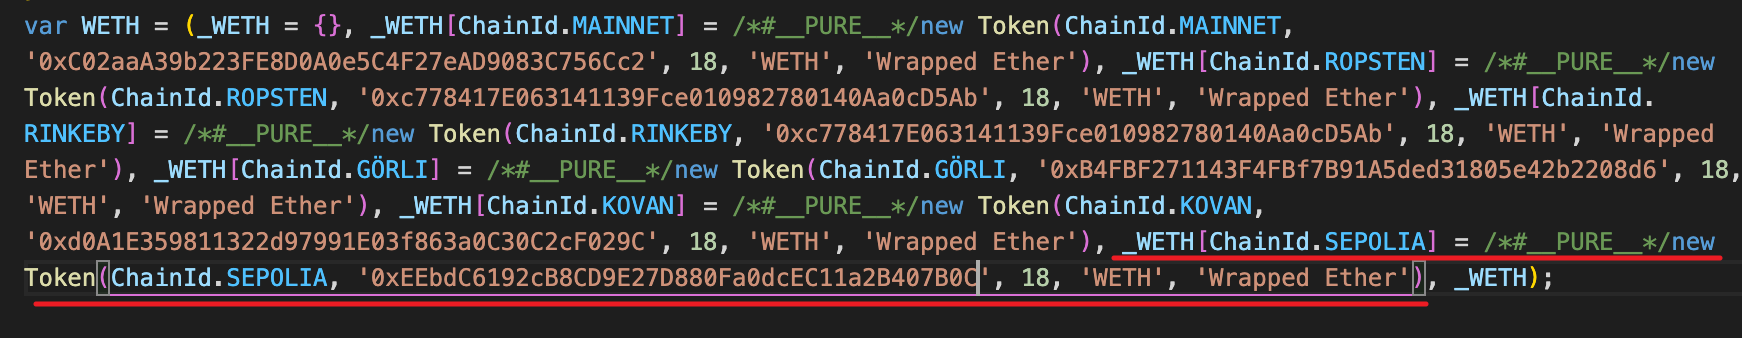 var WETH = (_WETH = {}, _WETH[ChainId.MAINNET] = /*#__PURE__*/new Token(ChainId.MAINNET,
'0xC02aaA39b223FE8D0A0e5C4F27eAD9083C756Cc2', 18, 'WETH', 'Wrapped Ether'), _WETH[ChainId.ROPSTEN] = /*#__PURE__*/new
Token(ChainId.ROPSTEN, '0xc778417E063141139Fce010982780140Aa0cD5Ab', 18, 'WETH', 'Wrapped Ether'), _WETH[ChainId.
RINKEBY] = /*#__PURE__*/new Token(ChainId.RINKEBY, '0xc778417E063141139Fce010982780140Aa0cD5Ab', 18, 'WETH', 'Wrapped
Ether'), _WETH[ChainId.GÖRLI] = /*#__PURE__*/new Token(ChainId.GÖRLI, '0xB4FBF271143F4FBf7B91A5ded31805e42b2208d6', 18,
'WETH', 'Wrapped Ether'), _WETH[ChainId.KOVAN] = /*#__PURE__*/new Token(ChainId.KOVAN,
'0xd0A1E359811322d97991E03f863a0C30C2cF029C', 18, 'WETH', 'Wrapped Ether'), _WETH[ChainId.SEPOLIA] = /*#__PURE__*/new
Token(ChainId.SEPOLIA, '0xEEbdC6192cB8CD9E27D880Fa0dcEC11a2B407B0C', 18, 'WETH', 'Wrapped Ether'), _WETH);